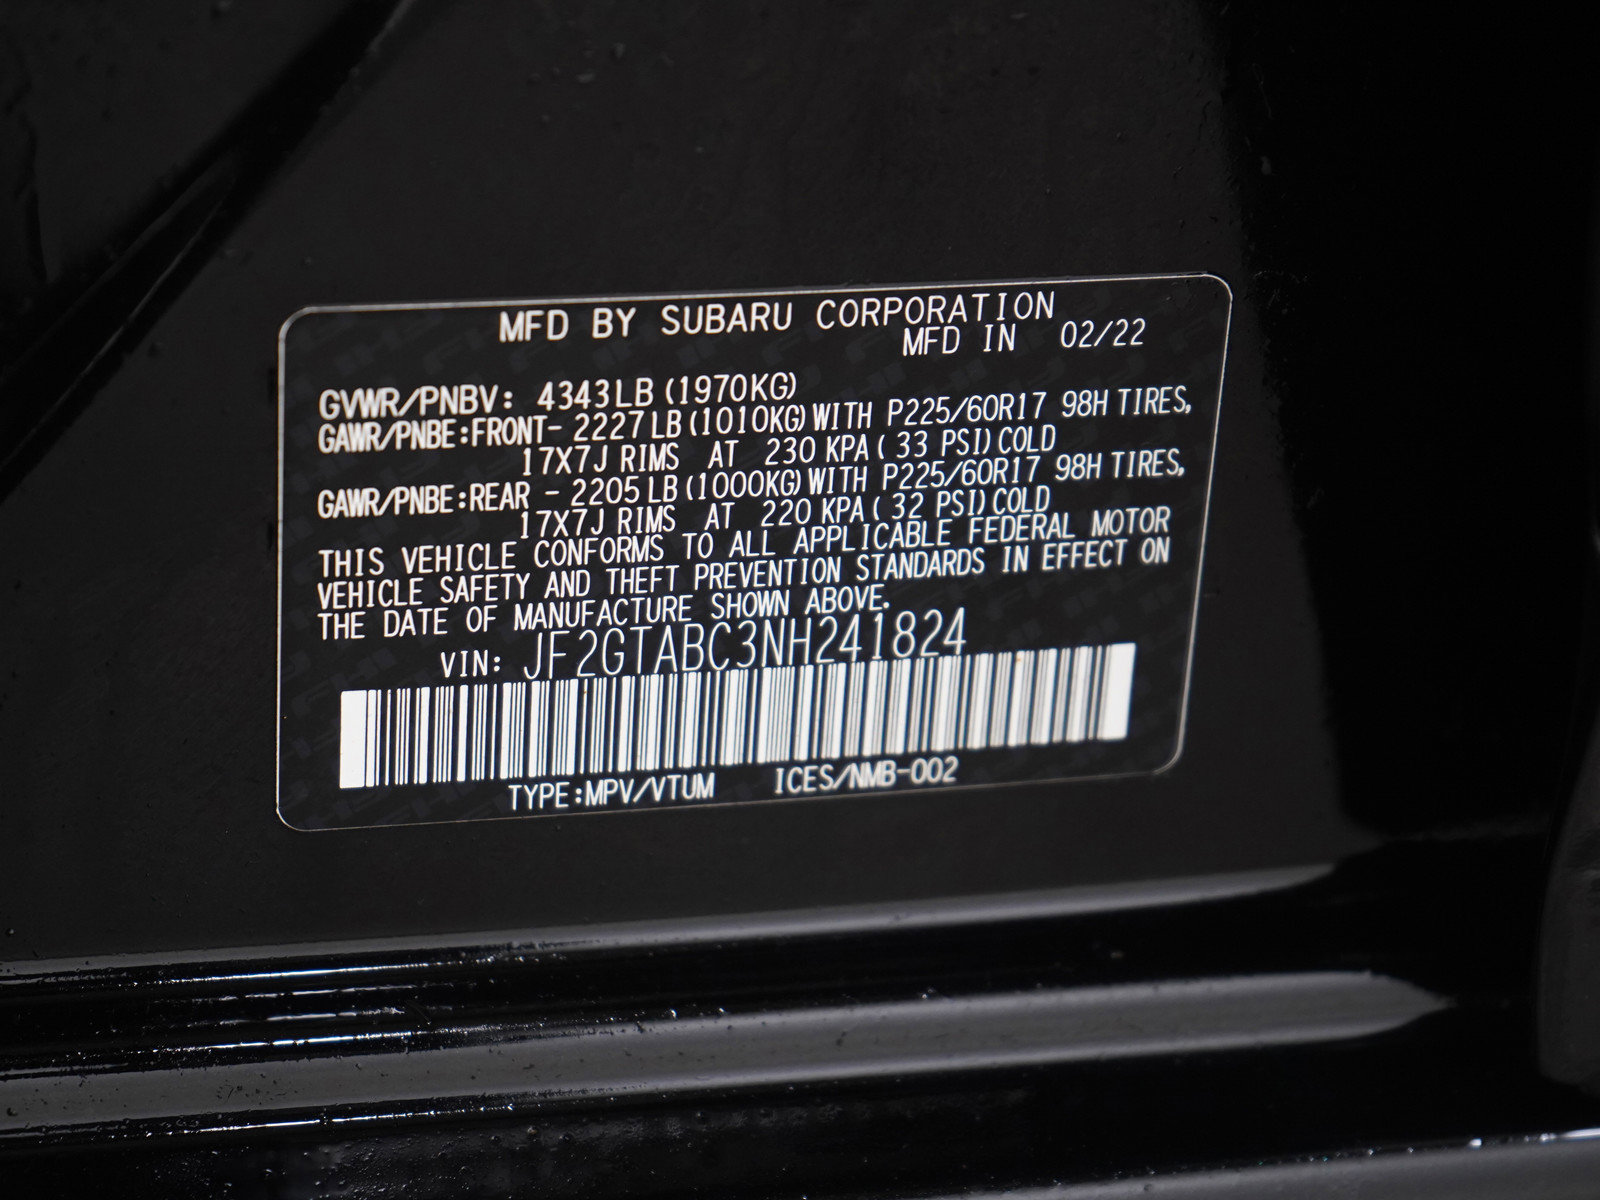 MFD BY SUBARU CORPORATION
MFD IN 02/22
GVWR/PNBV: 4343LB (1970KG)
GAWR/PNBE:FRONT- 2227LB (1010KG) WITH P225/60R17 98H TIRES,
17X7J RIMS AT 230 KPA ( 33 PSI) COLD
GAWR/PNBE:REAR - 2205LB (1000KG) WITH P225/60R17 98H TIRES,
17X7J RIMS AT 220 KPA ( 32 PSI) COLD
THIS VEHICLE CONFORMS TO ALL APPLICABLE FEDERAL MOTOR
VEHICLE SAFETY AND THEFT PREVENTION STANDARDS IN EFFECT ON
THE DATE OF MANUFACTURE SHOWN ABOVE.
VIN: JF2GTABC3NH241824
TYPE:MPV/VTUM ICES/NMB-002